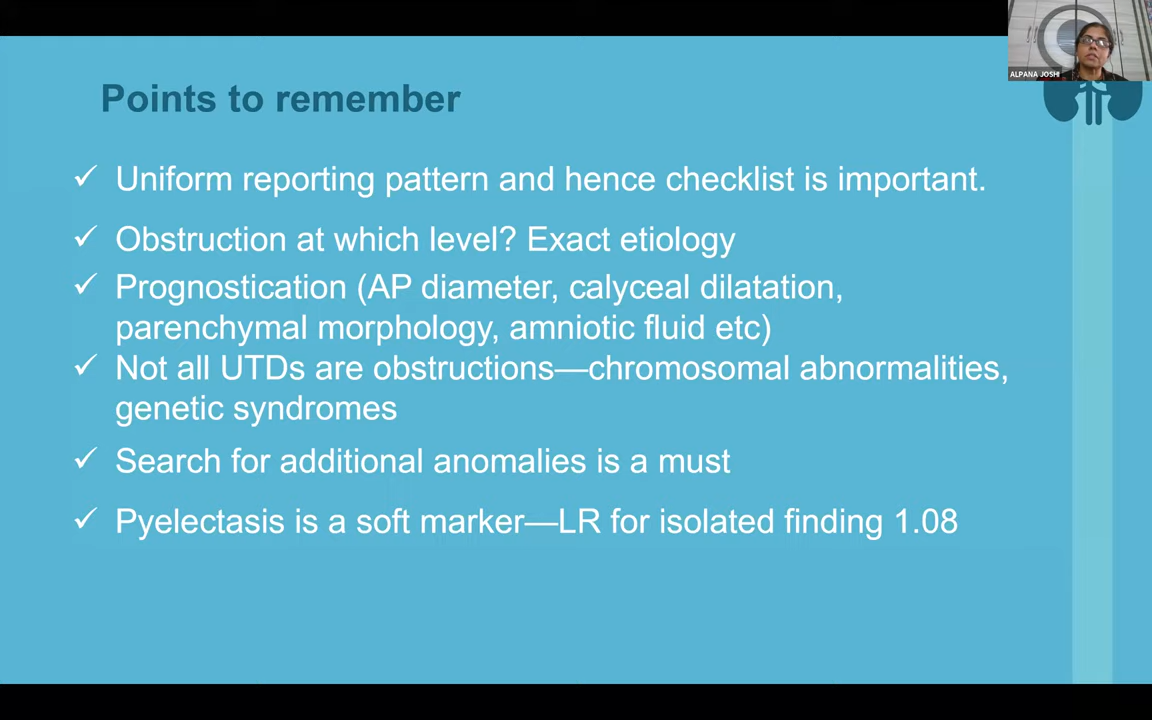 ALPANA JOSHI
Points to remember
✓ Uniform reporting pattern and hence checklist is important.
✓ Obstruction at which level? Exact etiology
✓ Prognostication (AP diameter, calyceal dilatation,
parenchymal morphology, amniotic fluid etc)
✓ Not all UTDs are obstructions—chromosomal abnormalities,
genetic syndromes
✓ Search for additional anomalies is a must
✓ Pyelectasis is a soft marker—LR for isolated finding 1.08